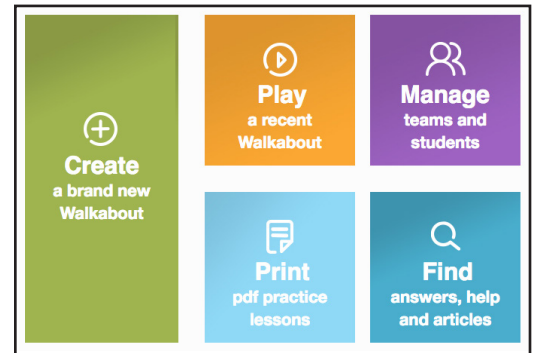 Create
a brand new
Walkabout
Play
a recent
Walkabout
Manage
teams and
students
Print
pdf practice
lessons
Find
answers, help
and articles